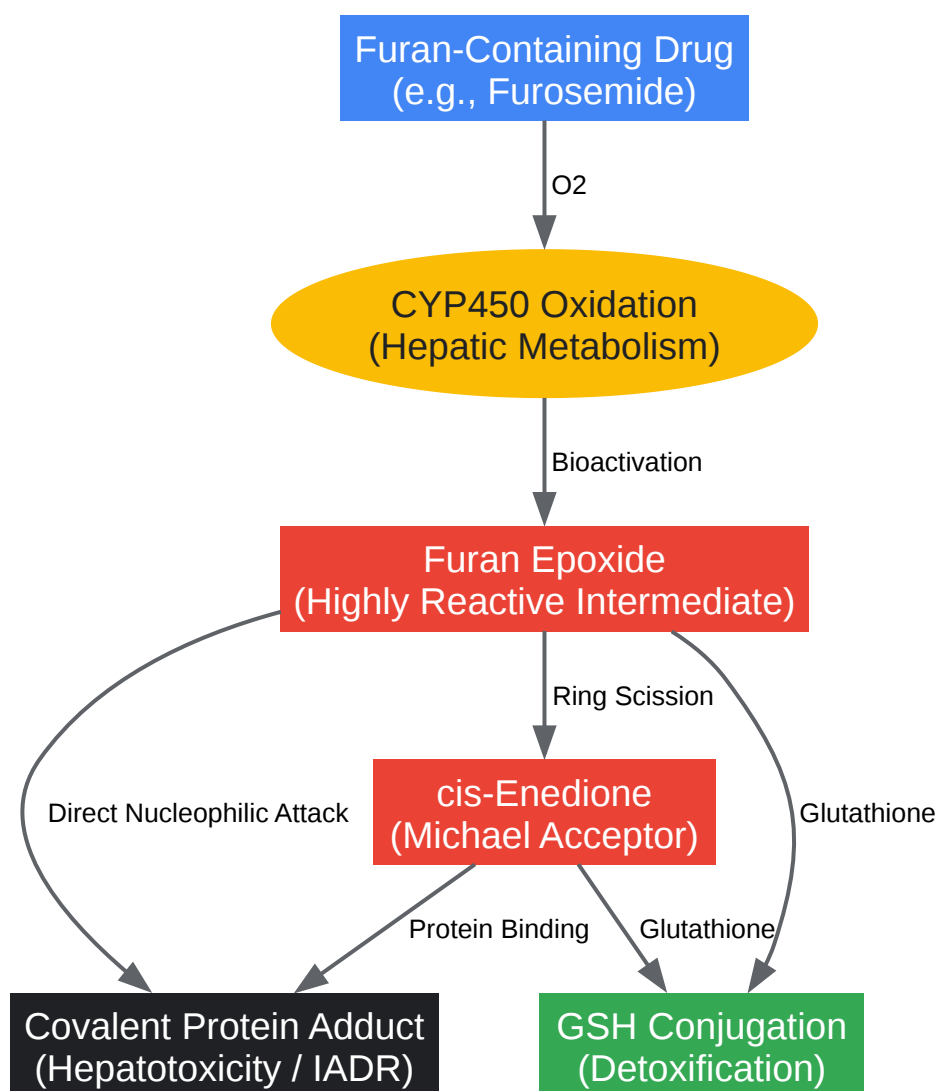 Furan-Containing Drug
(e.g., Furosemide)
O2
CYP450 Oxidation
(Hepatic Metabolism)
Bioactivation
Furan Epoxide
(Highly Reactive Intermediate)
Ring Scission
cis-Enedione
(Michael Acceptor)
Direct Nucleophilic Attack
Glutathione
Protein Binding
Glutathione
Covalent Protein Adduct
(Hepatotoxicity / IADR)
GSH Conjugation
(Detoxification)